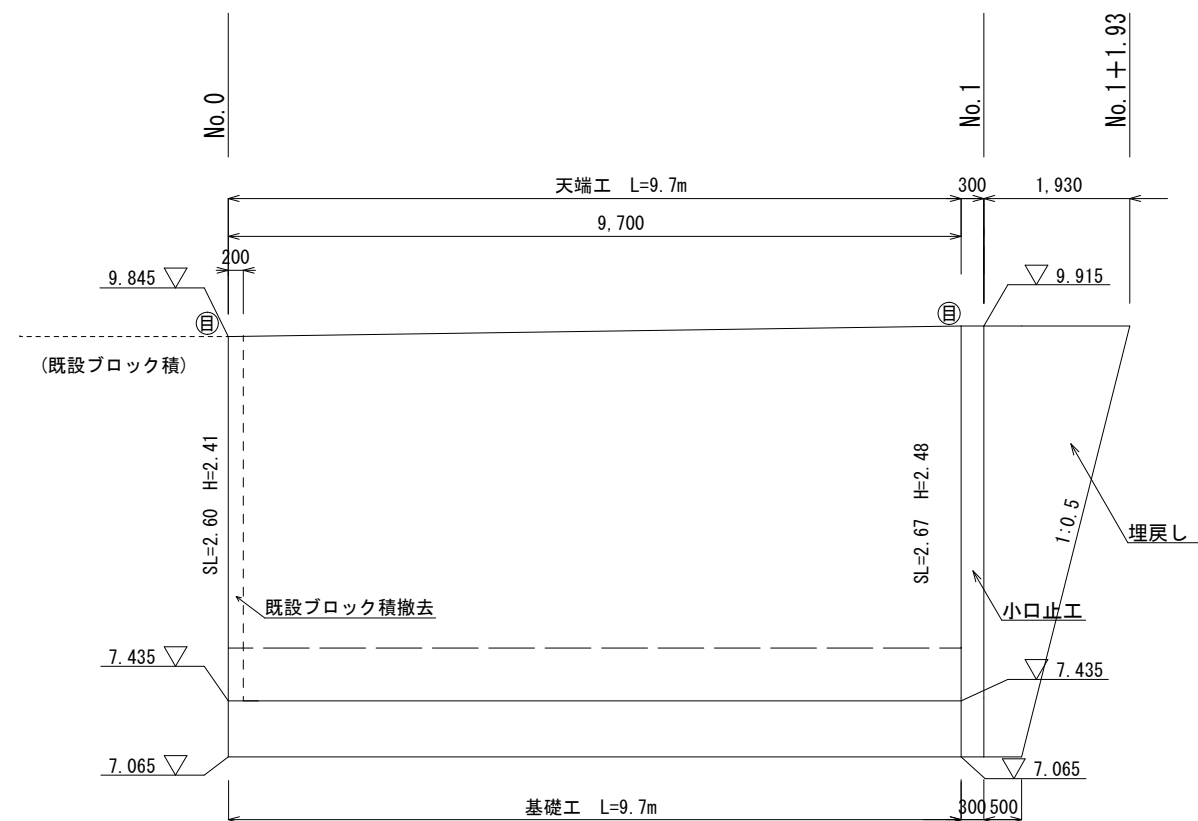 No.0
No.1
No.1+1.93
天端工 L=9.7m
300
1,930
9,700
200
9.845
9.915
目
目
(既設ブロック積)
SL=2.60 H=2.41
SL=2.67 H=2.48
1:0.5
埋戻し
既設ブロック積撤去
小口止工
7.435
7.435
7.065
7.065
基礎工 L=9.7m
300
500